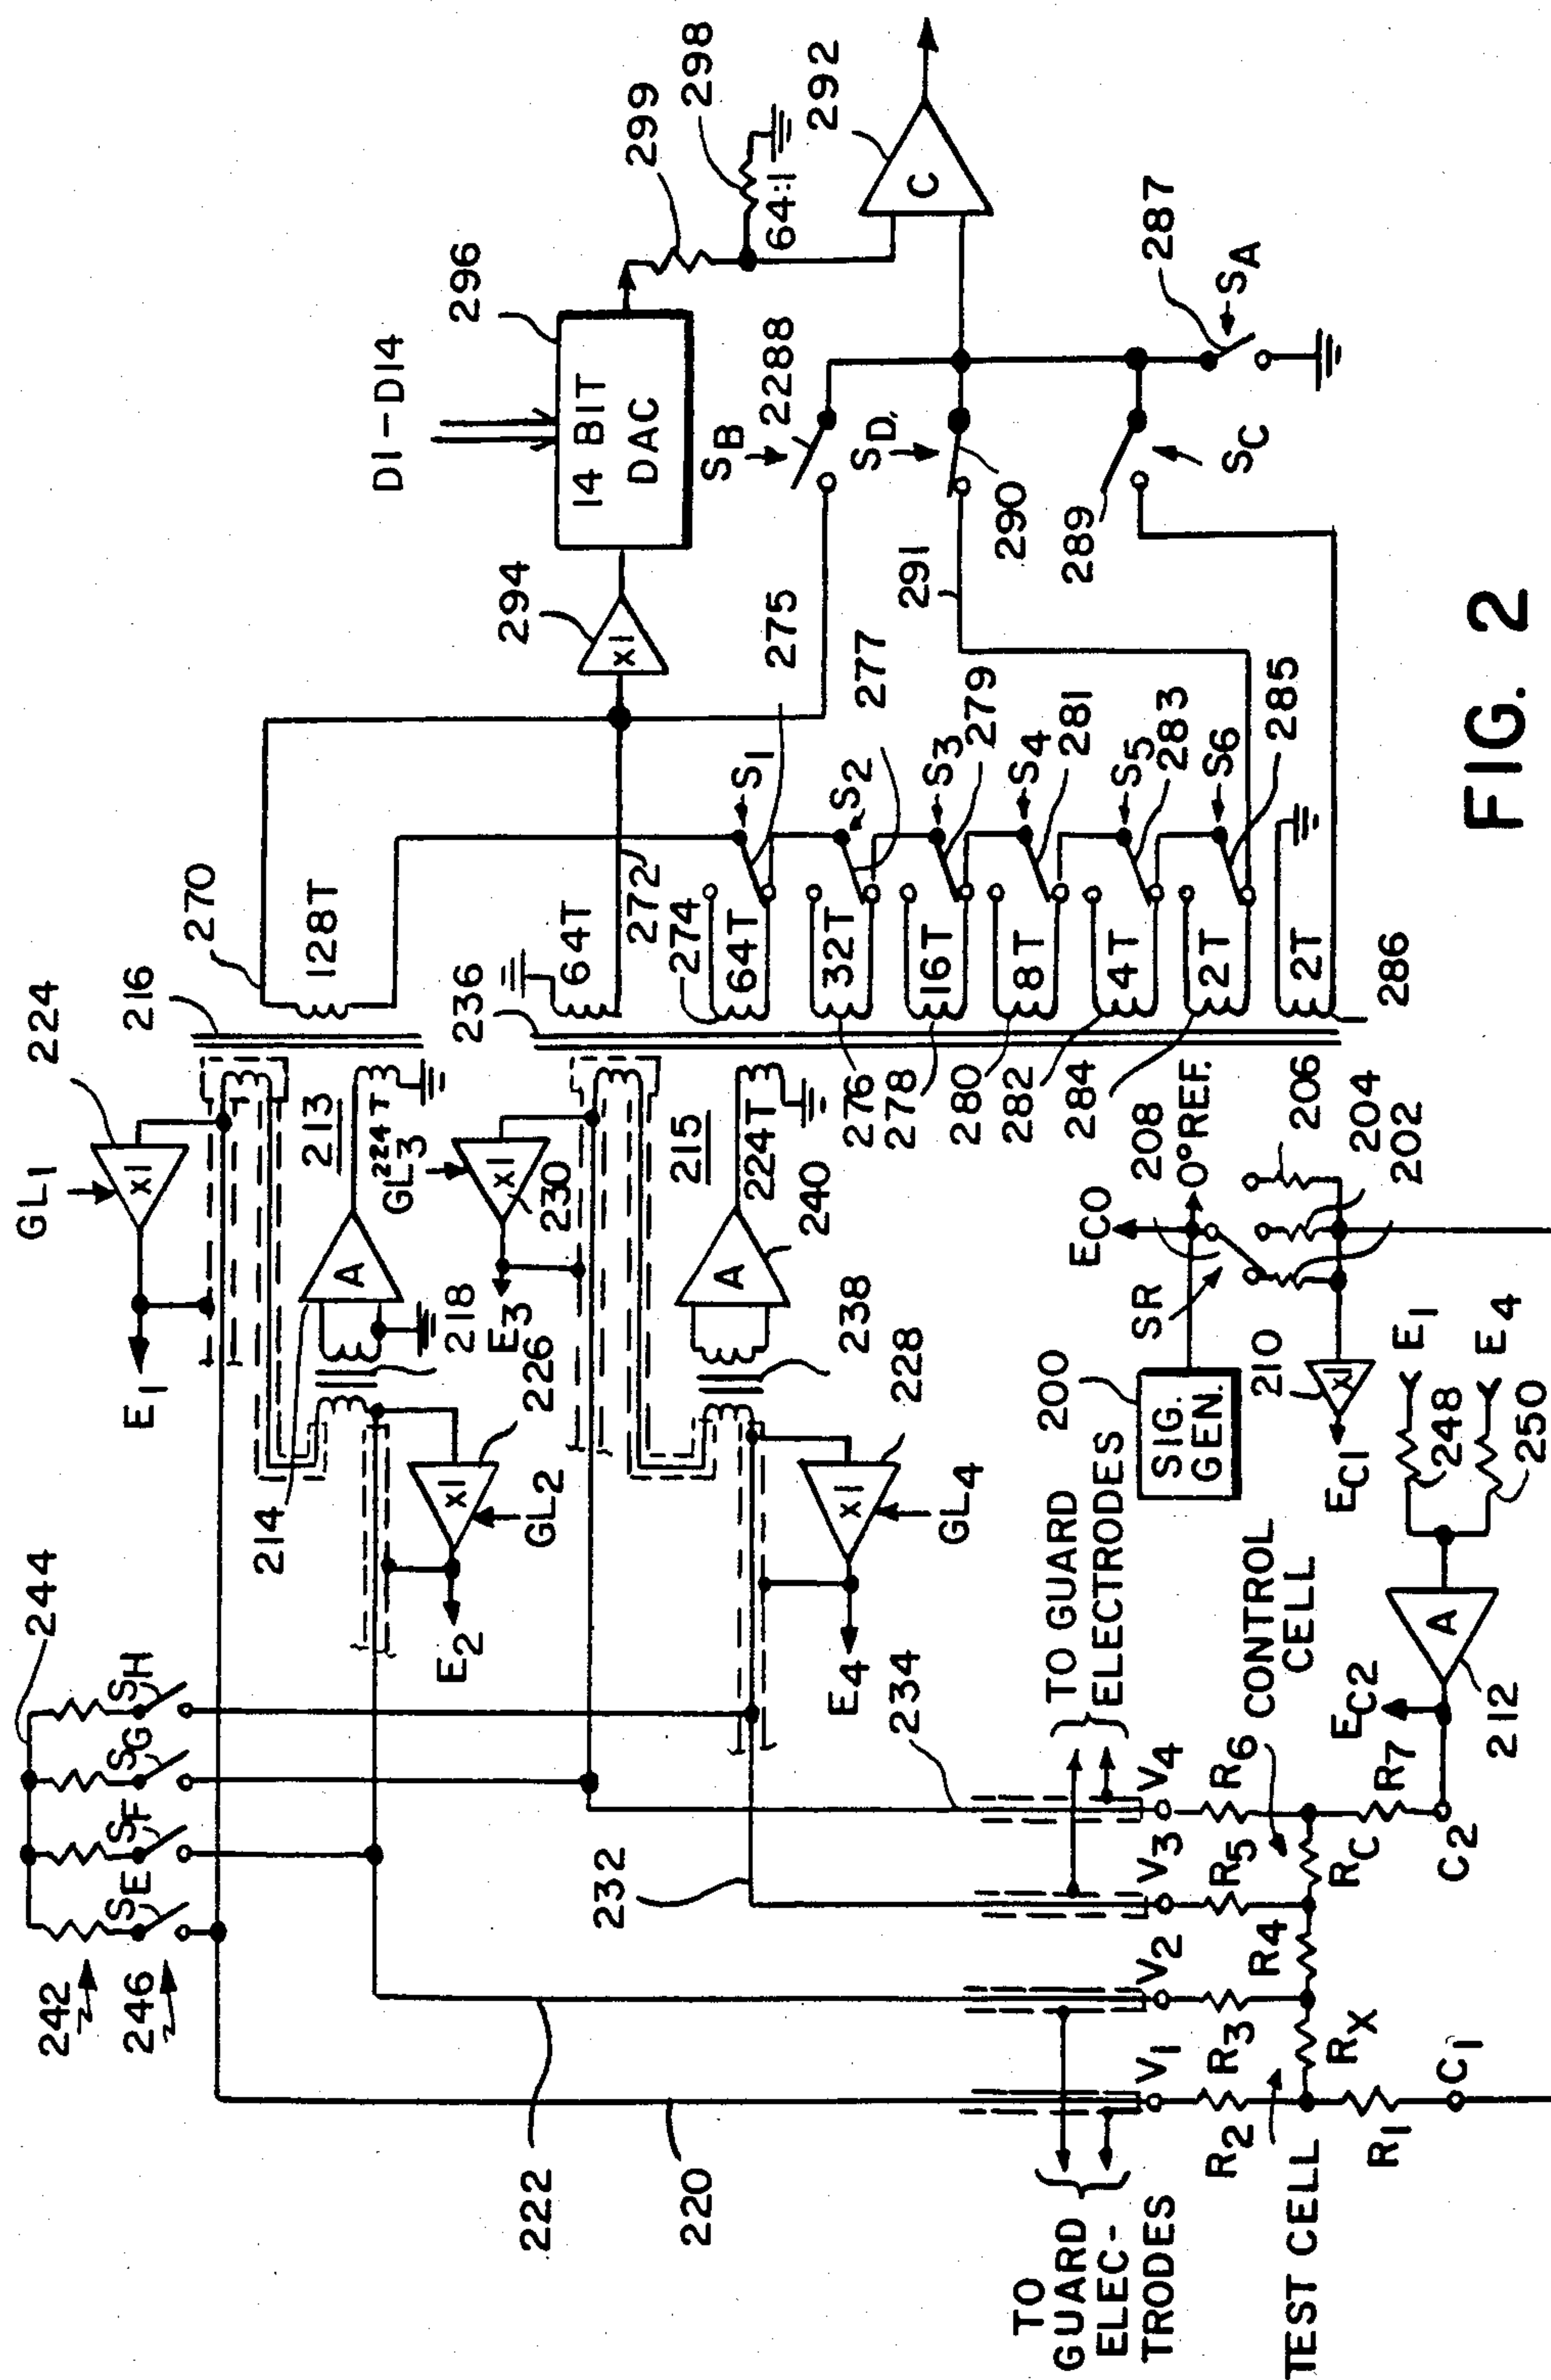 244
242
246
SE
SF
SG
SH
222
220
GL1
224
x1
E1
216
270
128T
213
224T
A
214
218
226
x1
GL2
E2
GL3
x1
230
E3
236
64T
272
215
224T
A
240
238
228
x1
GL4
E4
274
64T
275
S1
276
32T
277
S2
278
16T
279
S3
280
8T
281
S4
282
4T
283
S5
284
2T
285
S6
2T
286
294
x1
D1-D14
296
14 BIT
DAC
299
298
64:1
292
C
SB
2288
SD
291
290
289
SC
287
SA
232
234
TO GUARD
ELECTRODES
TO
GUARD
ELEC-
TRODES
V1
V2
V3
V4
R2
R3
R4
R5
R6
R7
RX
RC
R1
C1
C2
TEST CELL
CONTROL
CELL
200
SIG.
GEN.
EC0
208
0° REF.
SR
206
204
202
210
x1
EC1
E1
248
E4
250
A
212
EC2
FIG. 2